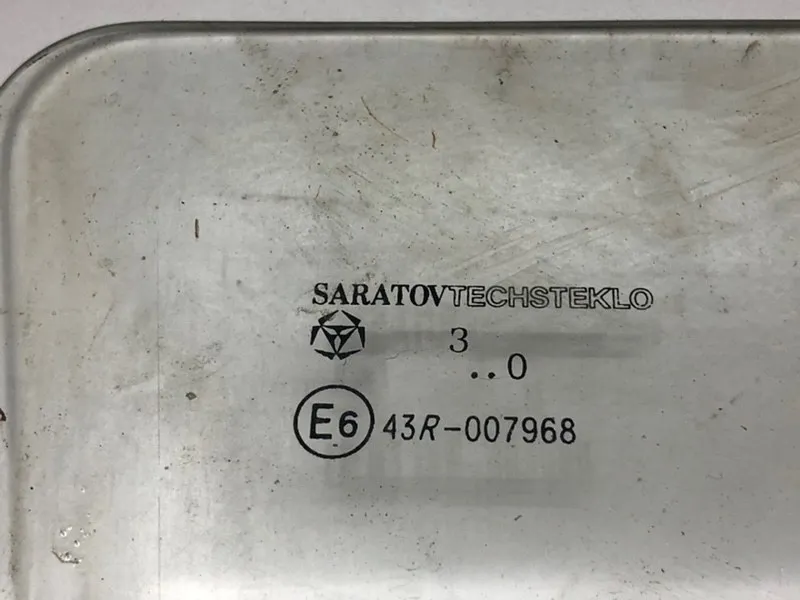 SARATOVTECHSTEKLO
3
..0
E6 43R-007968